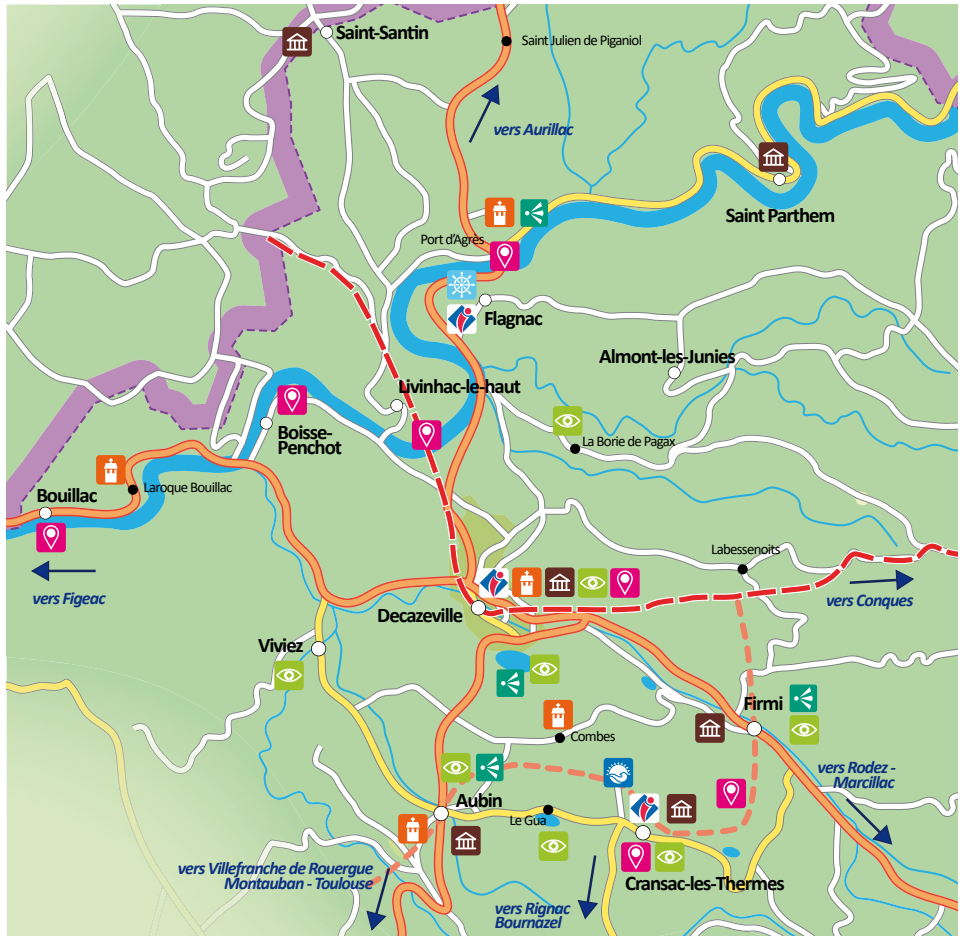 Saint-Santin
Saint Julien de Piganiol
vers Aurillac
Saint Parthem
Port d'Agrès
Flagnac
Almont-les-Junies
Livinhac-le-haut
Boisse-
Penchot
La Borie de Pagax
Bouillac
Laroque Bouillac
Labessenoits
vers Figeac
vers Conques
Decazeville
Viviez
Firmi
Combes
vers Rodez -
Marcillac
Aubin
Le Gua
vers Villefranche de Rouergue
Montauban - Toulouse
Cransac-les-Thermes
vers Rignac
Bournazel